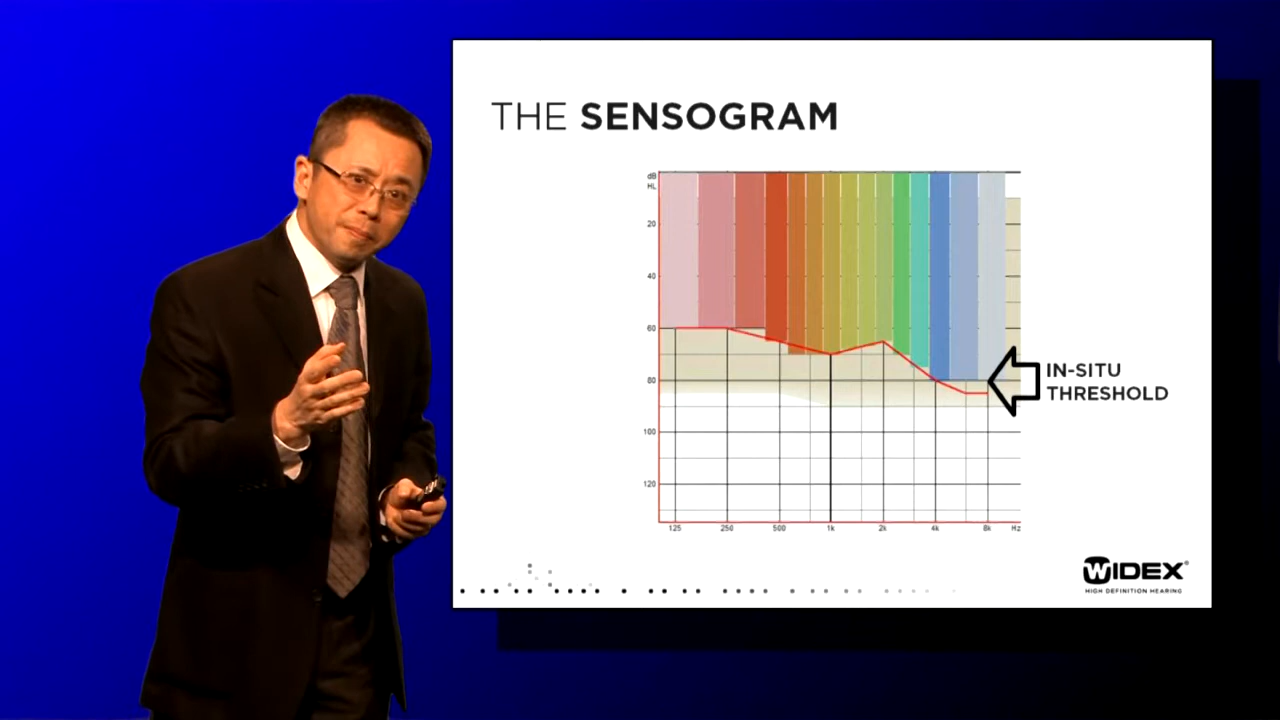 THE SENSOGRAM
dB
HL
20
40
60
80
100
120
125 250 500 1k 2k 4k 8k Hz
IN-SITU
THRESHOLD
WIDEX®
HIGH DEFINITION HEARING